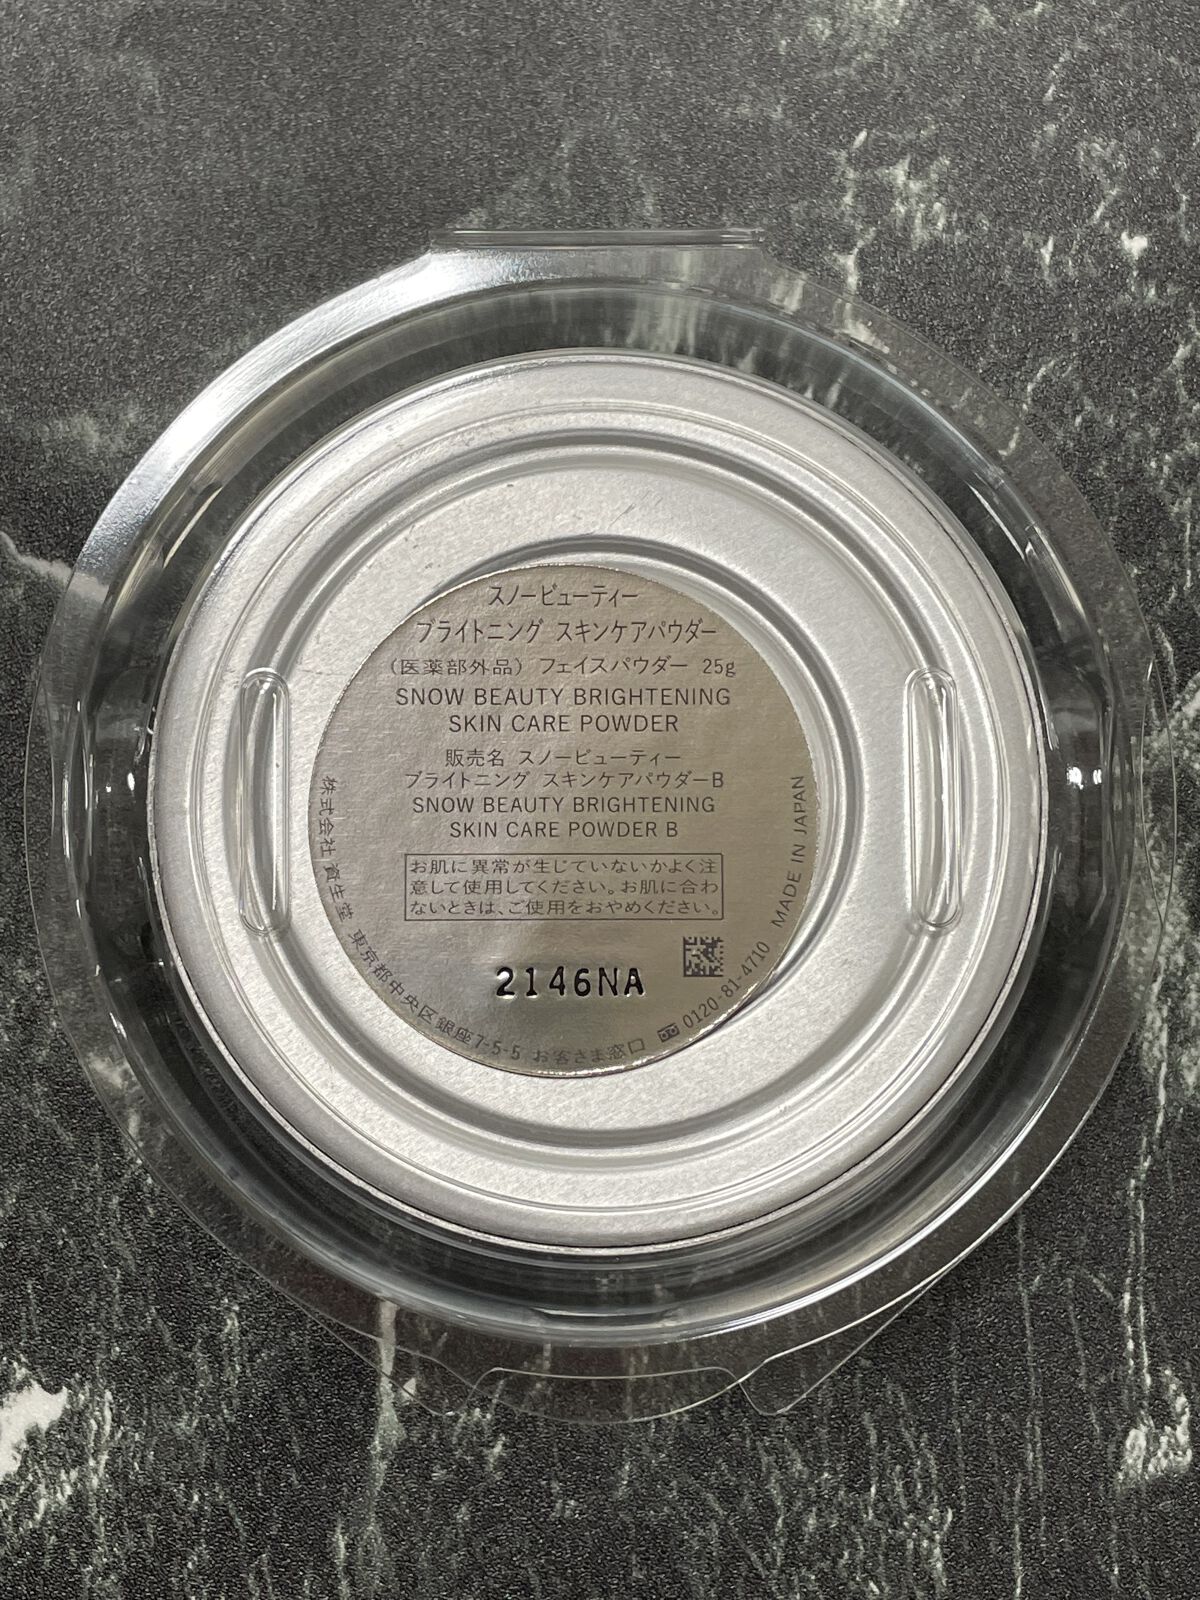 スノービューティー
ブライトニング スキンケアパウダー
(医薬部外品) フェイスパウダー 25g
SNOW BEAUTY BRIGHTENING
SKIN CARE POWDER
販売名 スノービューティー
ブライトニング スキンケアパウダーB
SNOW BEAUTY BRIGHTENING
SKIN CARE POWDER B
お肌に異常が生じていないかよく注
意して使用してください。お肌に合わ
ないときは、ご使用をおやめください。
2146NA
株式会社 資生堂 東京都中央区銀座7-5-5 お客さま窓口 0120-81-4710 MADE IN JAPAN